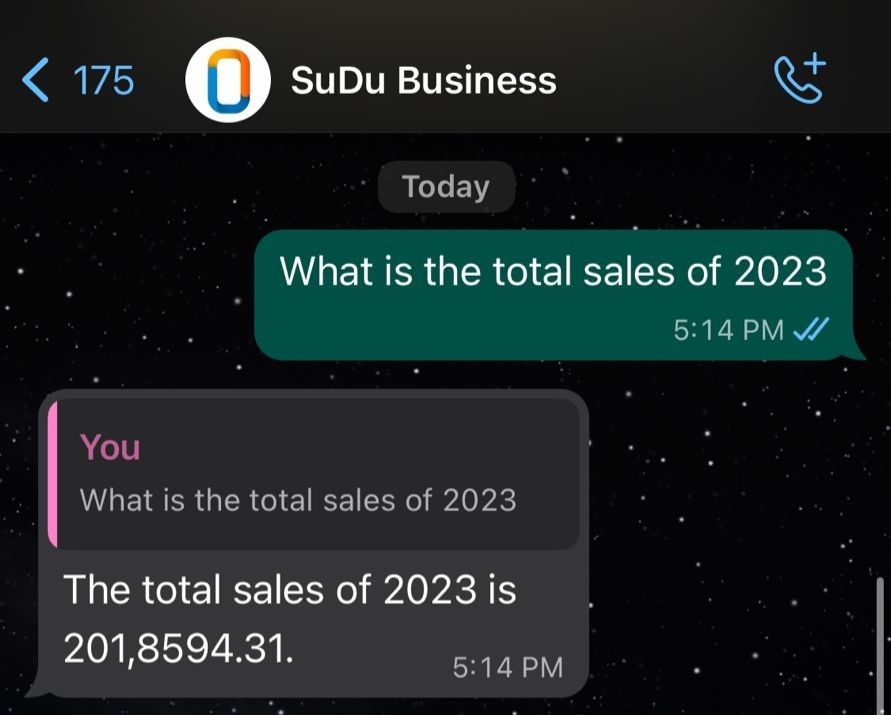 175
SuDu Business
Today
What is the total sales of 2023
5:14 PM
You
What is the total sales of 2023
The total sales of 2023 is
201,8594.31.
5:14 PM